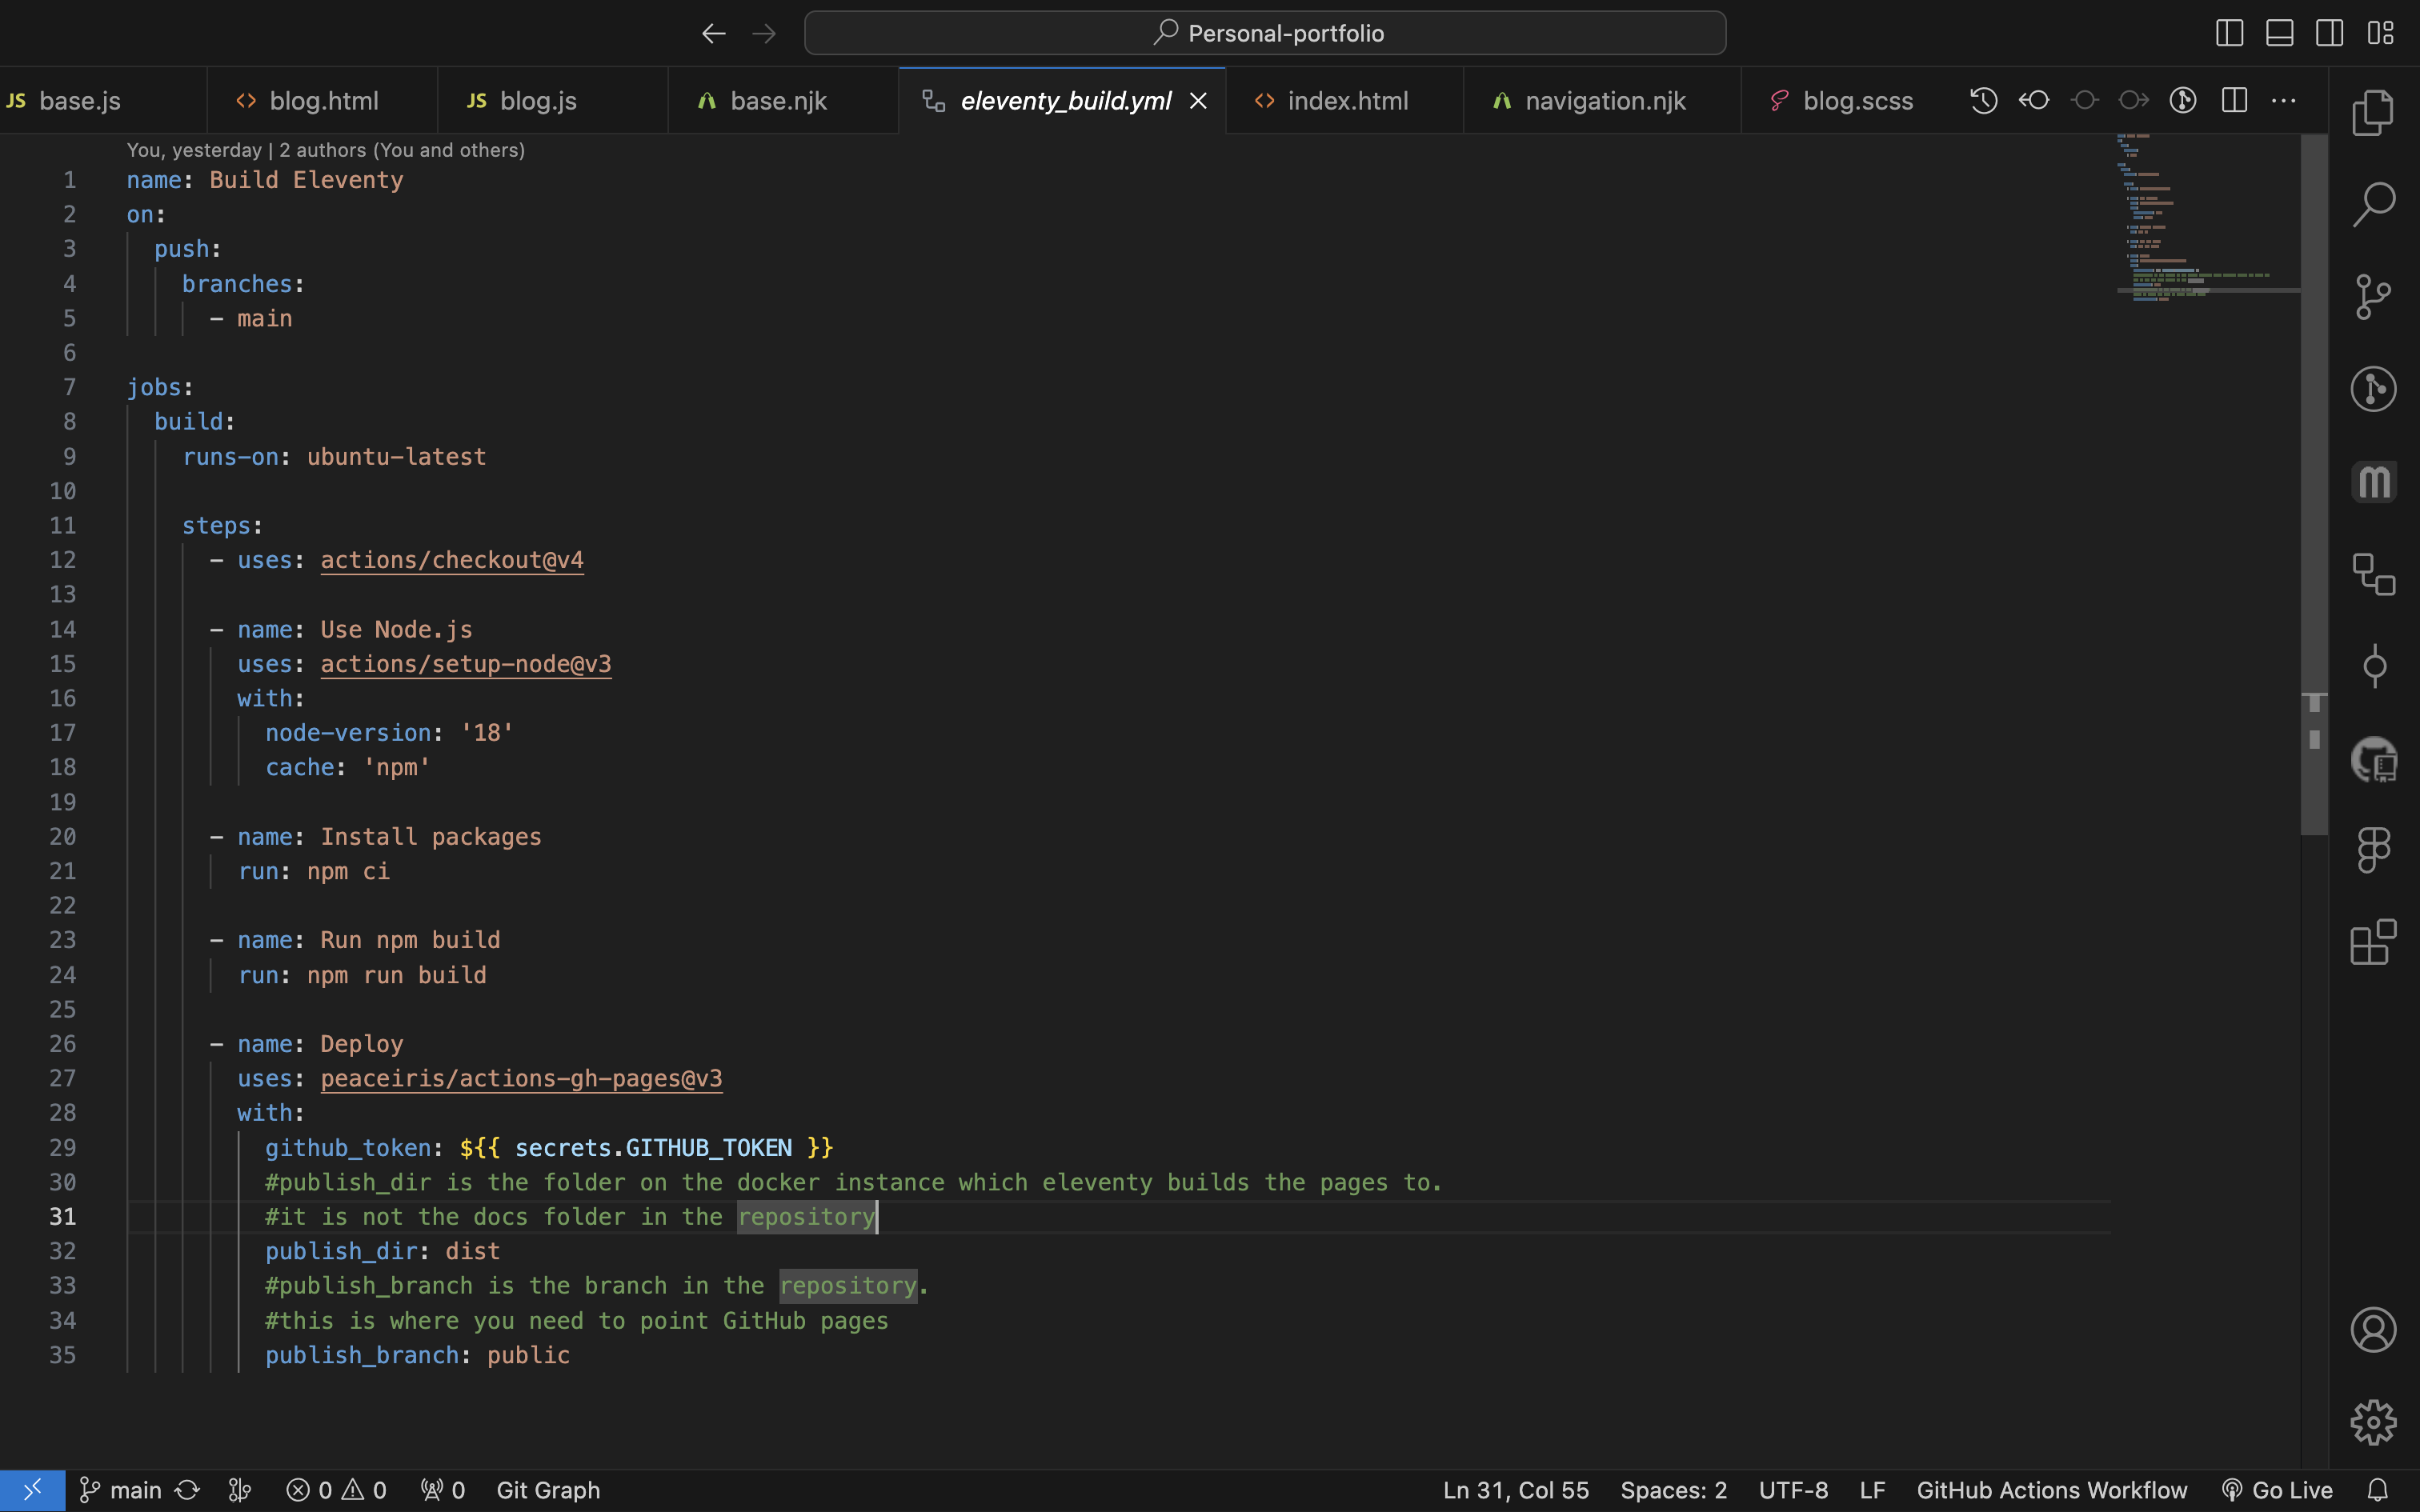 Personal-portfolio
JS base.js
<> blog.html
JS blog.js
base.njk
eleventy_build.yml
<> index.html
navigation.njk
blog.scss
You, yesterday | 2 authors (You and others)
1 name: Build Eleventy
2 on:
3 push:
4 branches:
5 - main
6
7 jobs:
8 build:
9 runs-on: ubuntu-latest
10
11 steps:
12 - uses: actions/checkout@v4
13
14 - name: Use Node.js
15 uses: actions/setup-node@v3
16 with:
17 node-version: '18'
18 cache: 'npm'
19
20 - name: Install packages
21 run: npm ci
22
23 - name: Run npm build
24 run: npm run build
25
26 - name: Deploy
27 uses: peaceiris/actions-gh-pages@v3
28 with:
29 github_token: ${{ secrets.GITHUB_TOKEN }}
30 #publish_dir is the folder on the docker instance which eleventy builds the pages to.
31 #it is not the docs folder in the repository
32 publish_dir: dist
33 #publish_branch is the branch in the repository.
34 #this is where you need to point GitHub pages
35 publish_branch: public
m
main 0 0 0 Git Graph Ln 31, Col 55 Spaces: 2 UTF-8 LF GitHub Actions Workflow Go Live